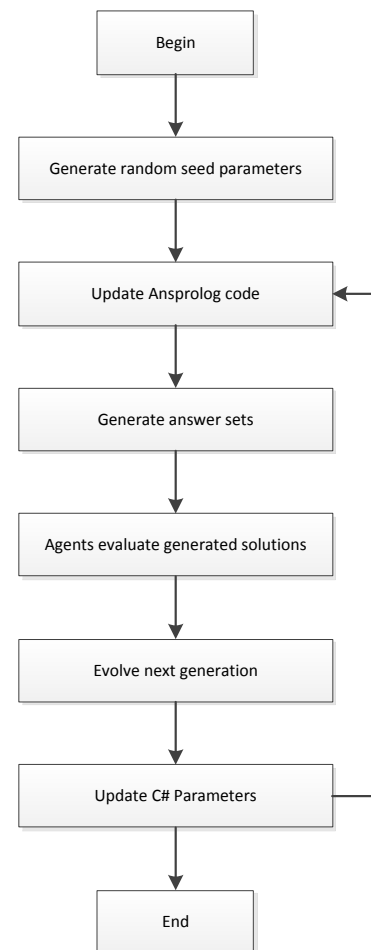 Begin
Generate random seed parameters
Update Ansprolog code
Generate answer sets
Agents evaluate generated solutions
Evolve next generation
Update C# Parameters
End